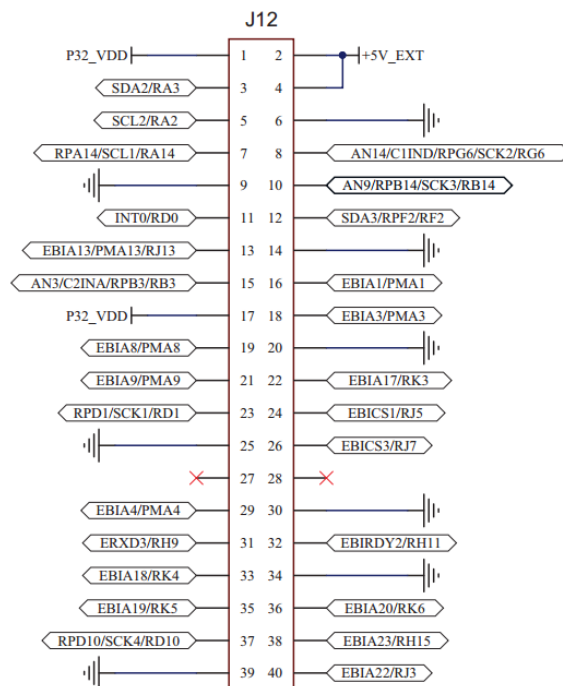 J12
P32_VDD 1 2 +5V_EXT
SDA2/RA3 3 4
SCL2/RA2 5 6
RPA14/SCL1/RA14 7 8 AN14/C1IND/RPG6/SCK2/RG6
9 10 AN9/RPB14/SCK3/RB14
INT0/RD0 11 12 SDA3/RPF2/RF2
EBIA13/PMA13/RJ13 13 14
AN3/C2INA/RPB3/RB3 15 16 EBIA1/PMA1
P32_VDD 17 18 EBIA3/PMA3
EBIA8/PMA8 19 20
EBIA9/PMA9 21 22 EBIA17/RK3
RPD1/SCK1/RD1 23 24 EBICS1/RJ5
25 26 EBICS3/RJ7
27 28
EBIA4/PMA4 29 30
ERXD3/RH9 31 32 EBIRDY2/RH11
EBIA18/RK4 33 34
EBIA19/RK5 35 36 EBIA20/RK6
RPD10/SCK4/RD10 37 38 EBIA23/RH15
39 40 EBIA22/RJ3